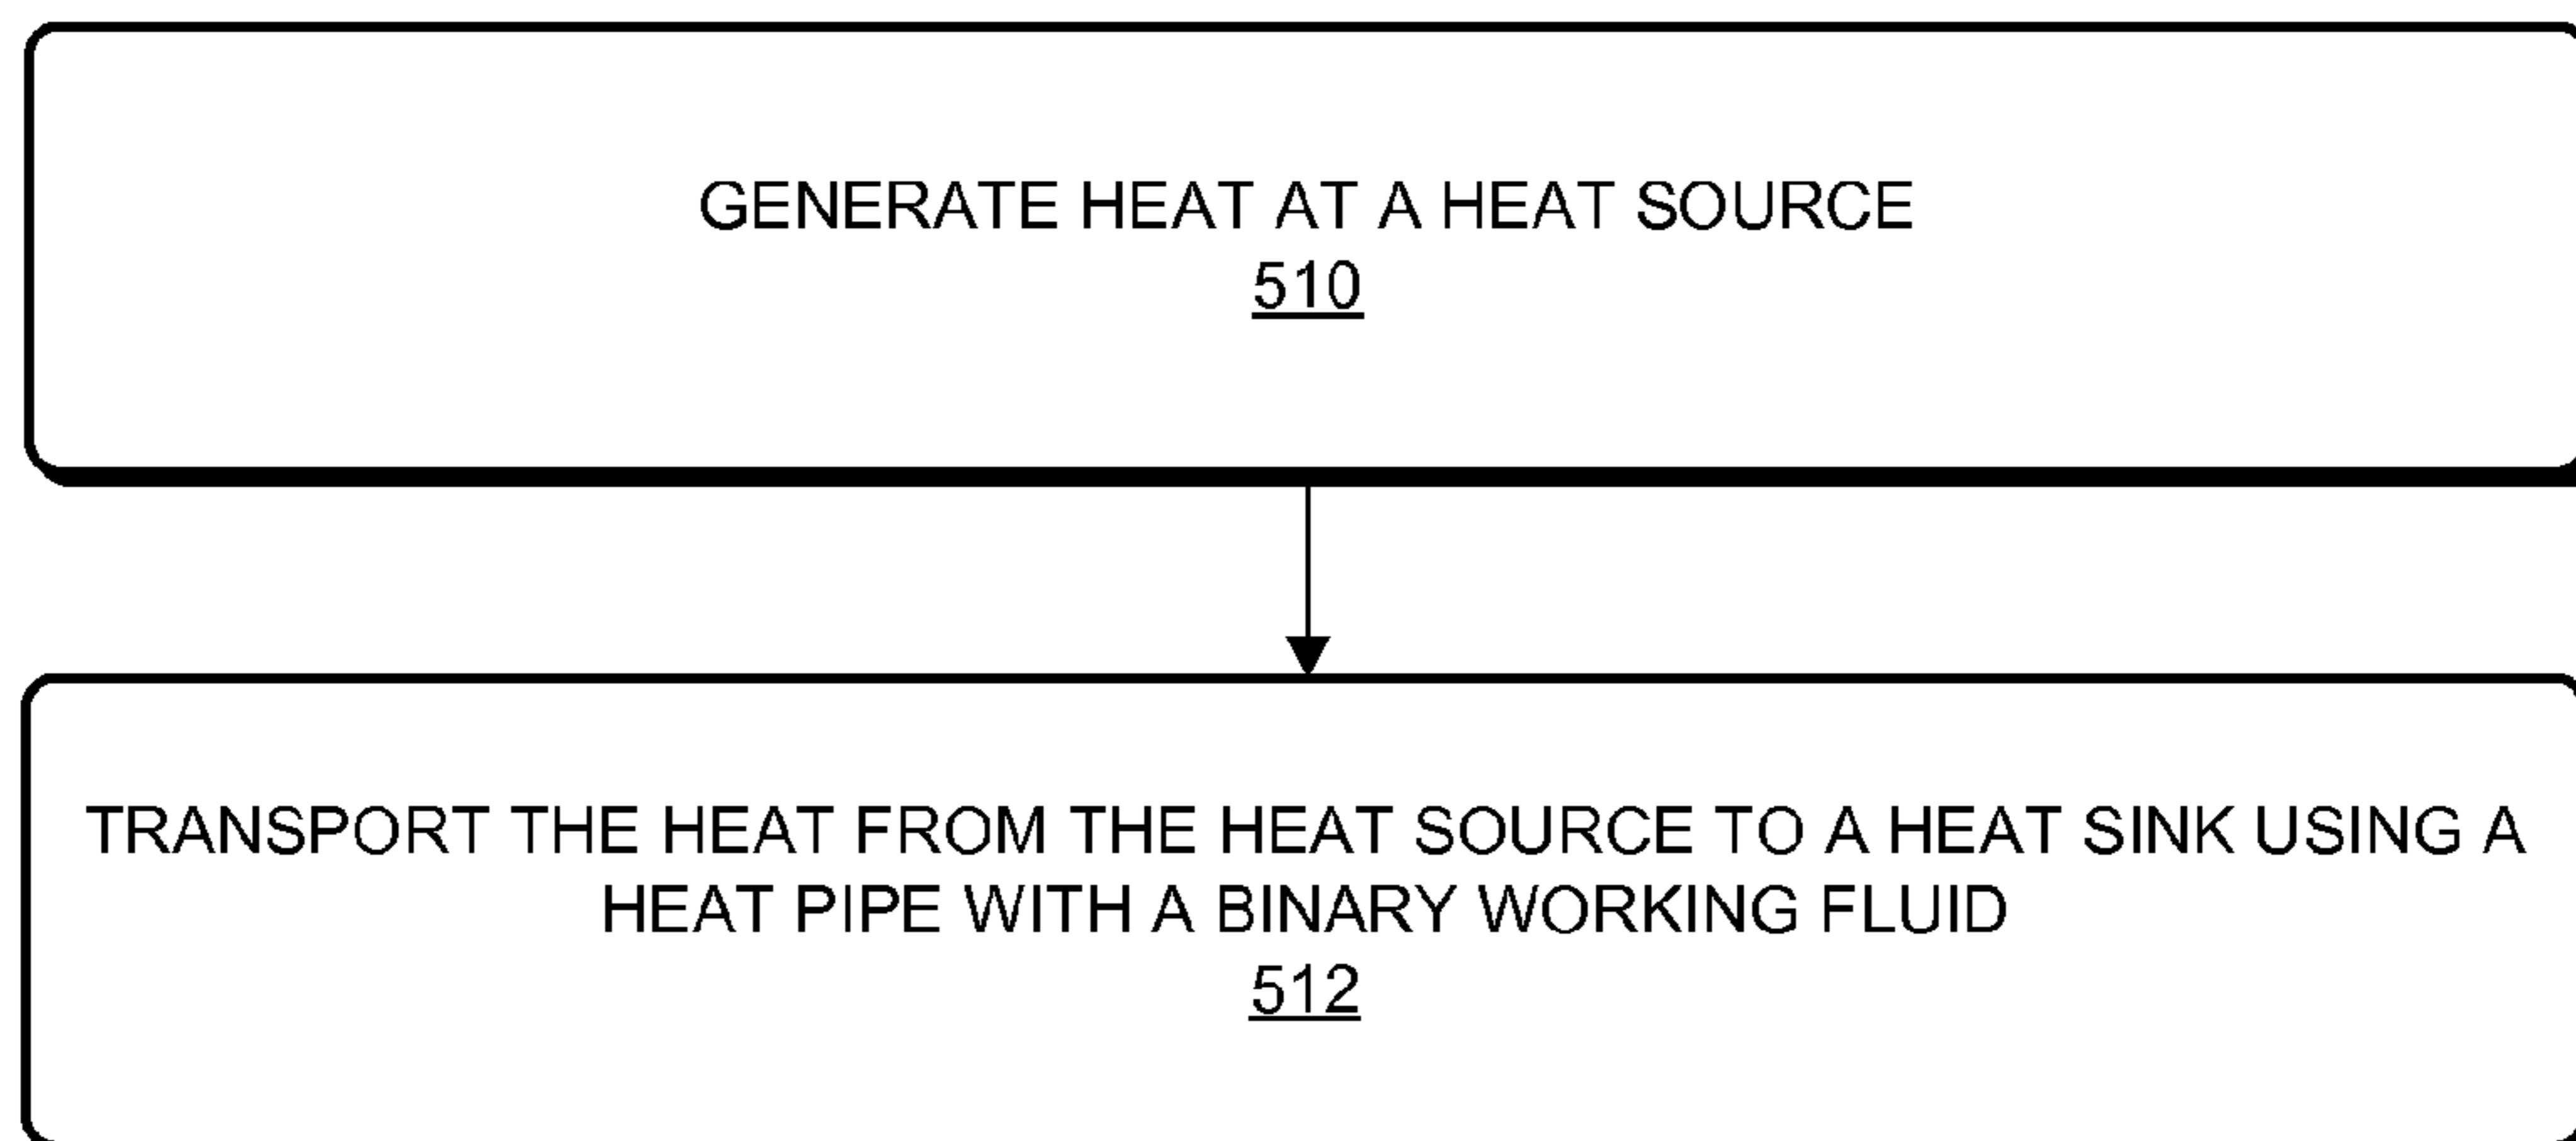 GENERATE HEAT AT A HEAT SOURCE
510
TRANSPORT THE HEAT FROM THE HEAT SOURCE TO A HEAT SINK USING A
HEAT PIPE WITH A BINARY WORKING FLUID
512